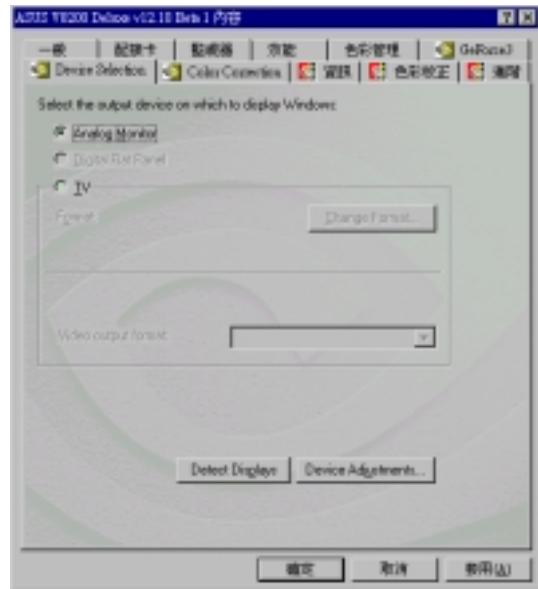 ASUS V8200 Deluxe v12.10 Beta 1 內容
一般 配接卡 監視器 效能 色彩管理 GeForce3
Device Selection Color Correction 資訊 色彩校正 進階
Select the output device on which to display Windows:
Analog Monitor
Digital Flat Panel
TV
Format: Change Format...
Video output format:
Detect Displays Device Adjustments...
確定 取消 套用(A)